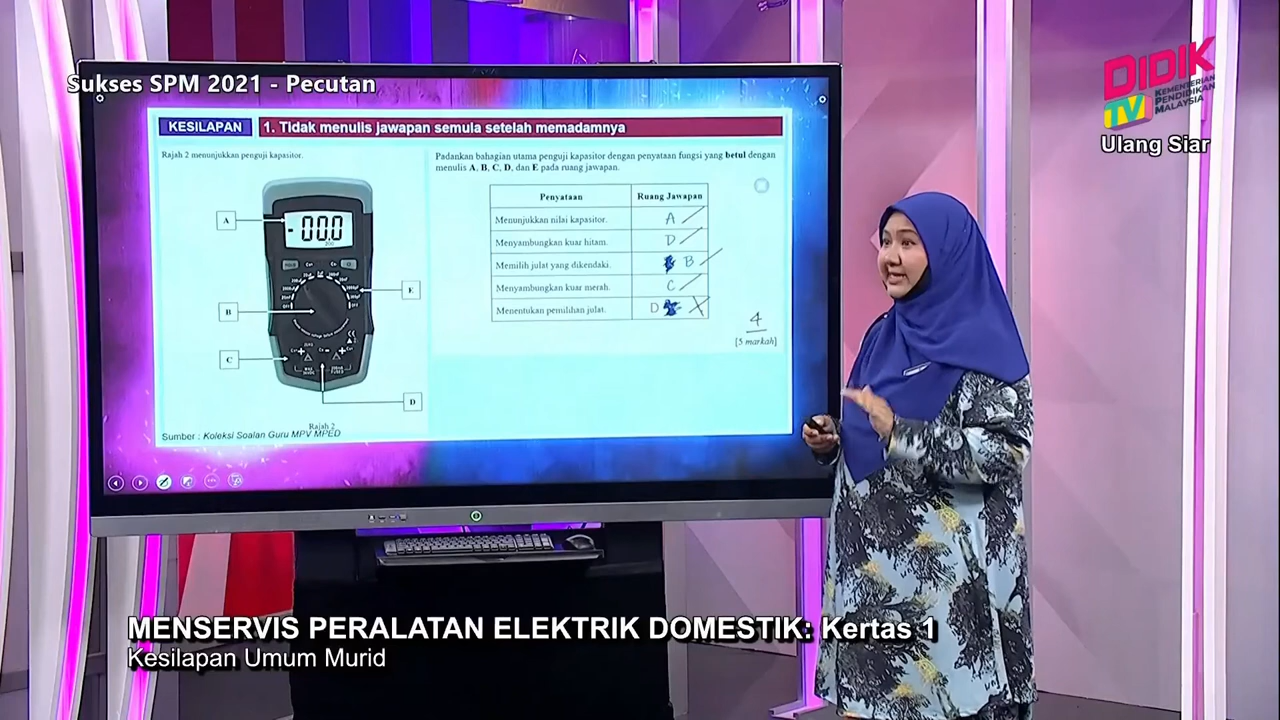 Sukses SPM 2021 - Pecutan
DIDIK
TV
KEMENTERIAN
PENDIDIKAN
MALAYSIA
Ulang Siar
KESILAPAN
1. Tidak menulis jawapan semula setelah memadamnya
Rajah 2 menunjukkan penguji kapasitor.
A
-000
200
E
B
C
D
Rajah 2
Sumber : Koleksi Soalan Guru MPV MPED
Padankan bahagian utama penguji kapasitor dengan penyataan fungsi yang betul dengan
menulis A, B, C, D, dan E pada ruang jawapan.
Penyataan Ruang Jawapan
Menunjukkan nilai kapasitor. A
Menyambungkan kuar hitam. D
Memilih julat yang dikendaki. B
Menyambungkan kuar merah. C
Menentukan pemilihan julat. D
4
[5 markah]
MENSERVIS PERALATAN ELEKTRIK DOMESTIK: Kertas 1
Kesilapan Umum Murid